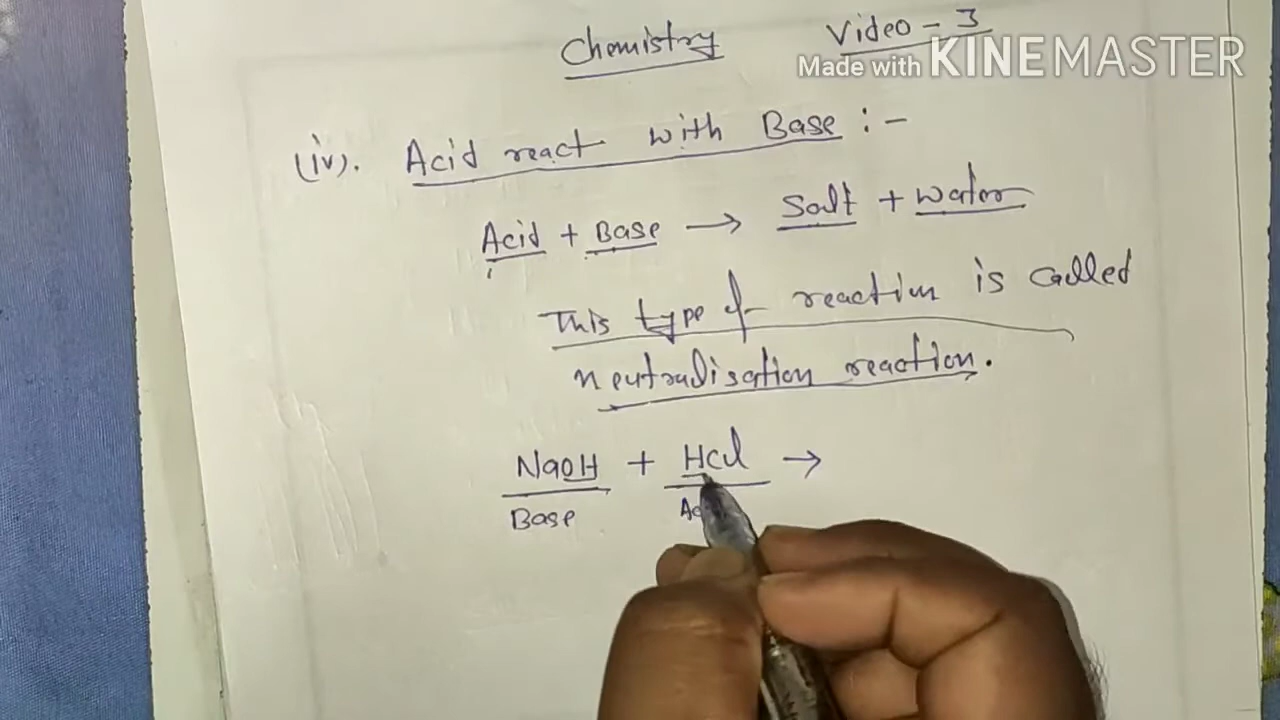 Chemistry Video - 3
Made with KINEMASTER
(iv). Acid react with Base : -
Acid + Base → Salt + water
This type of reaction is called
neutralisation reaction.
NaOH + HCl →
Base